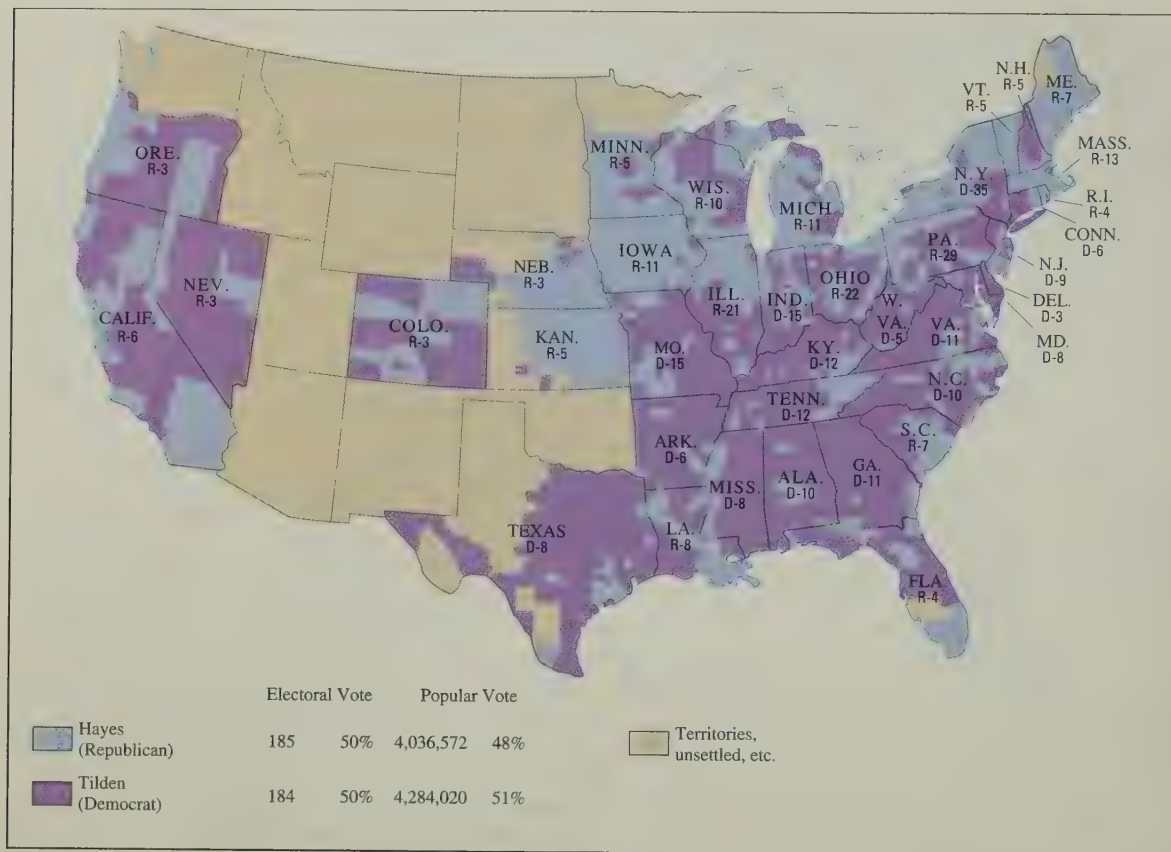 N.H.
R-5
VT.
R-5
ME.
R-7
MASS.
R-13
R.I.
R-4
CONN.
D-6
N.J.
D-9
DEL.
D-3
MD.
D-8
ORE.
R-3
MINN.
R-5
WIS.
R-10
MICH
R-11
N.Y.
D-35
IOWA
R-11
PA.
R-29
NEV.
R-3
NEB.
R-3
ILL.
R-21
IND.
D-15
OHIO
R-22
W.
VA.
D-5
VA.
D-11
CALIF.
R-6
COLO.
R-3
KAN.
R-5
MO.
D-15
KY.
D-12
N.C.
D-10
TENN.
D-12
S.C.
R-7
ARK.
D-6
MISS.
D-8
ALA.
D-10
GA.
D-11
TEXAS
D-8
LA.
R-8
FLA
R-4
Electoral Vote Popular Vote
Hayes
(Republican) 185 50% 4,036,572 48%
Tilden
(Democrat) 184 50% 4,284,020 51%
Territories,
unsettled, etc.